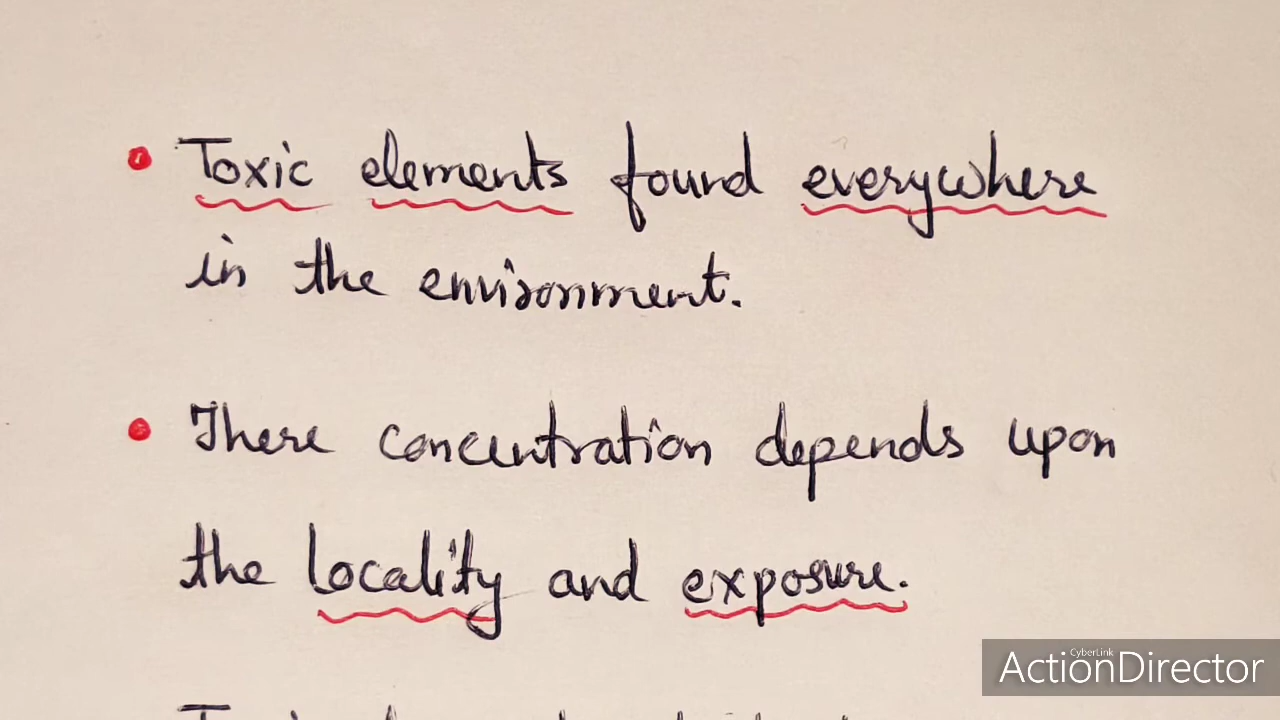 Toxic elements found everywhere
in the environment.
There concentration depends upon
the locality and exposure.
CyberLink
ActionDirector